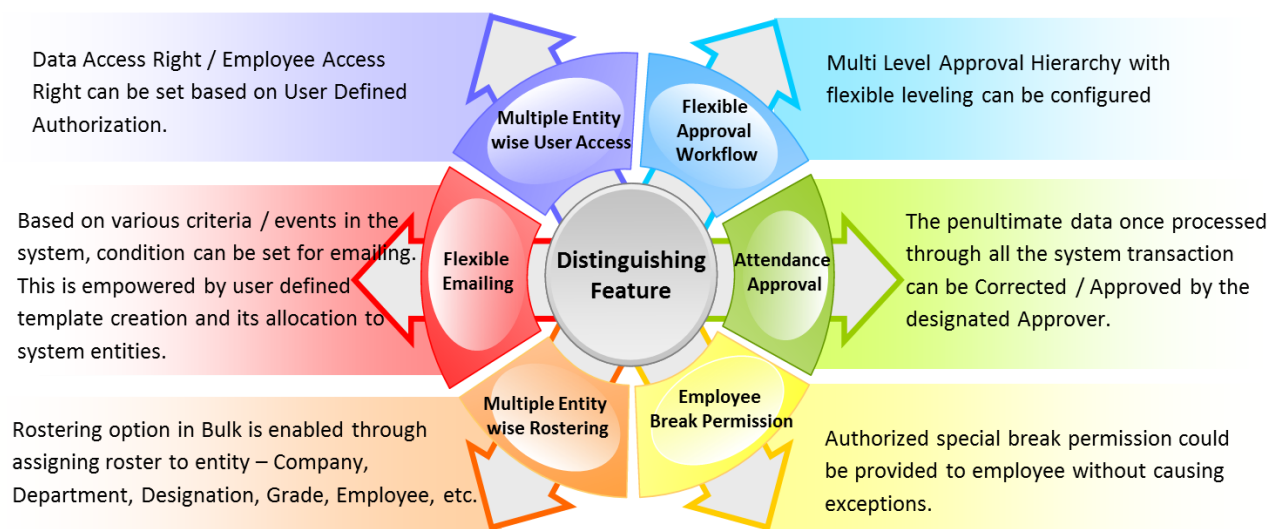 Data Access Right / Employee Access
Right can be set based on User Defined
Authorization.
Multiple Entity
wise User Access
Flexible
Approval
Workflow
Multi Level Approval Hierarchy with
flexible leveling can be configured
Based on various criteria / events in the
system, condition can be set for emailing.
This is empowered by user defined
template creation and its allocation to
system entities.
Flexible
Emailing
Distinguishing
Feature
Attendance
Approval
The penultimate data once processed
through all the system transaction
can be Corrected / Approved by the
designated Approver.
Rostering option in Bulk is enabled through
assigning roster to entity – Company,
Department, Designation, Grade, Employee, etc.
Multiple Entity
wise Rostering
Employee
Break Permission
Authorized special break permission could
be provided to employee without causing
exceptions.